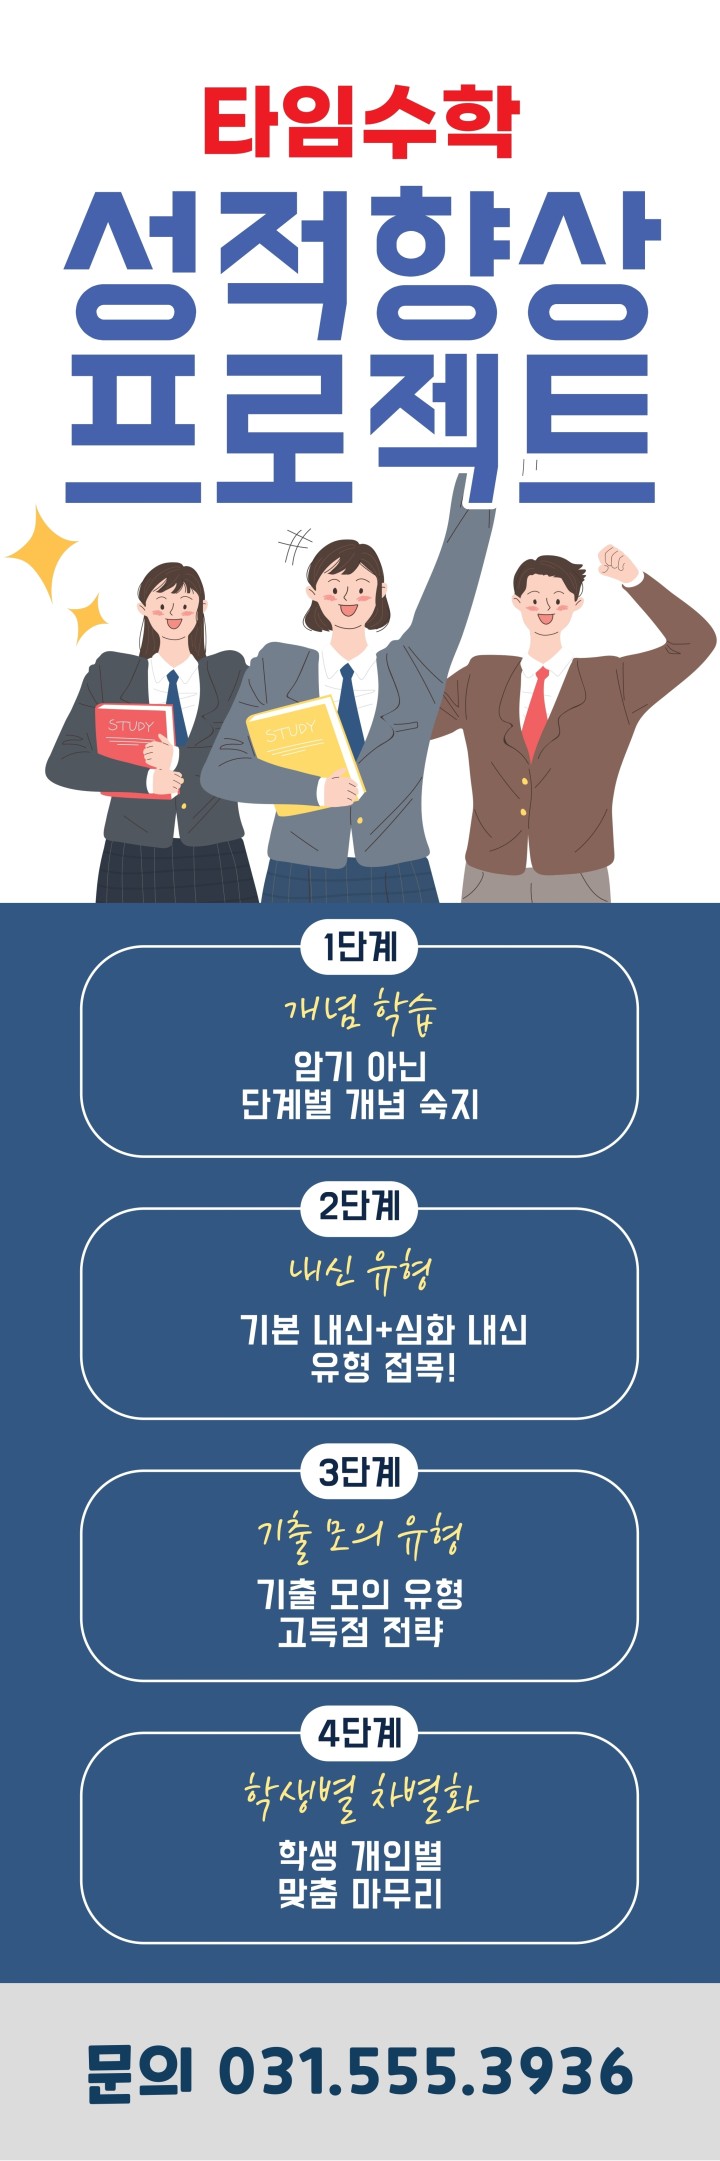 타임수학
성적향상
프로젝트
STUDY
STUDY
1단계
개념 학습
암기 아닌
단계별 개념 숙지
2단계
내신 유형
기본 내신+심화 내신
유형 접목!
3단계
기출 모의 유형
기출 모의 유형
고득점 전략
4단계
학생별 차별화
학생 개인별
맞춤 마무리
문의 031.555.3936